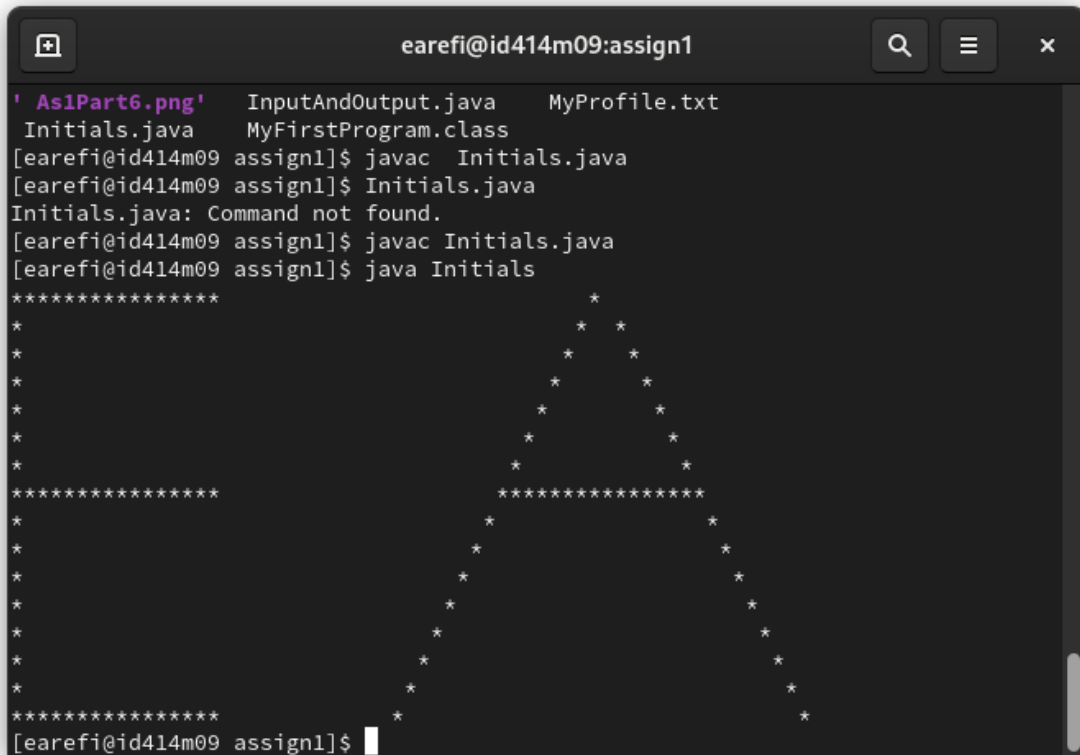 earefi@id414m09:assign1
' As1Part6.png'   InputAndOutput.java    MyProfile.txt
 Initials.java    MyFirstProgram.class
[earefi@id414m09 assign1]$ javac  Initials.java
[earefi@id414m09 assign1]$ Initials.java
Initials.java: Command not found.
[earefi@id414m09 assign1]$ javac Initials.java
[earefi@id414m09 assign1]$ java Initials
****************                            *
*                                          *  *
*                                         *    *
*                                        *      *
*                                       *        *
*                                      *          *
*                                     *            *
****************                     ****************
*                                   *                *
*                                  *                  *
*                                 *                    *
*                                *                      *
*                               *                        *
*                              *                          *
*                             *                            *
****************             *                              *
[earefi@id414m09 assign1]$